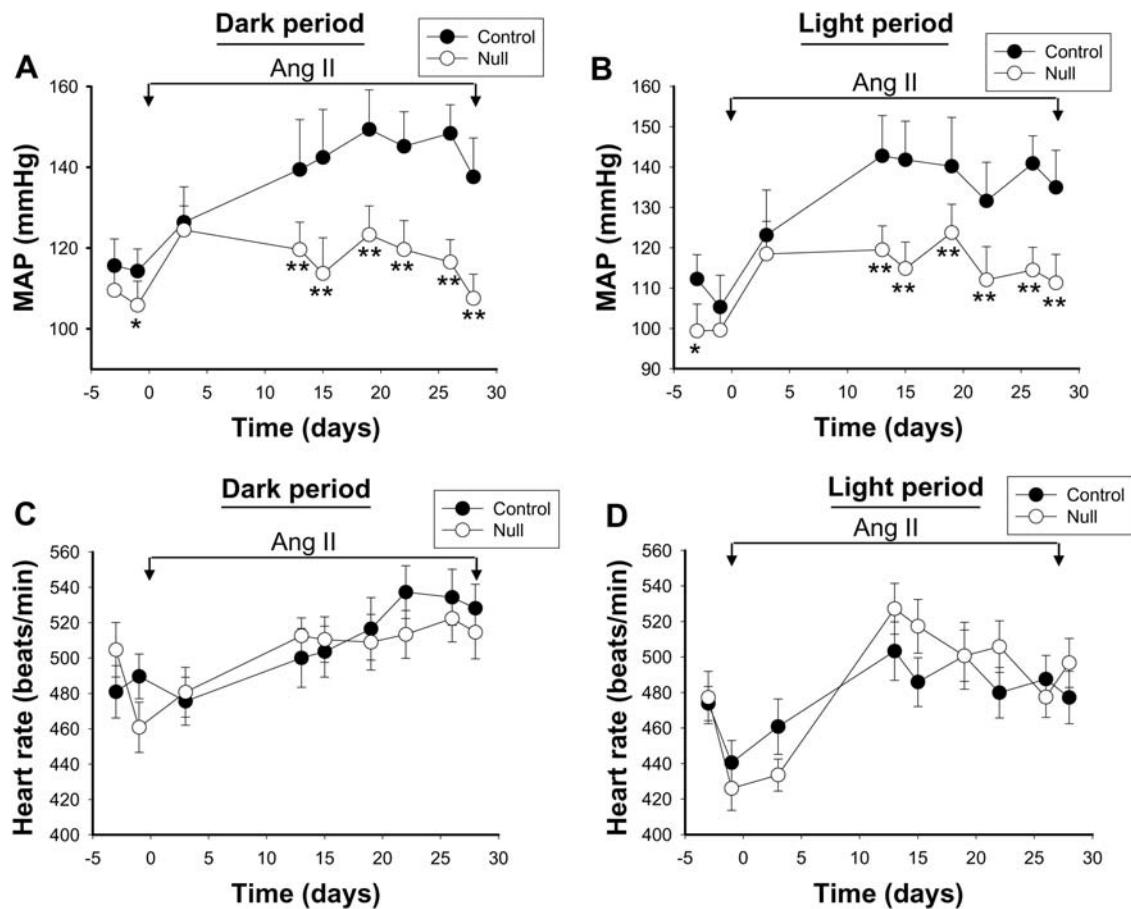 Dark period
Control
Null
A
Ang II
MAP (mmHg)
160
140
120
100
*
**
**
**
**
**
**
-5 0 5 10 15 20 25 30
Time (days)
Light period
Control
Null
B
Ang II
MAP (mmHg)
160
150
140
130
120
110
100
90
*
**
**
**
**
**
**
-5 0 5 10 15 20 25 30
Time (days)
Dark period
Control
Null
C
Ang II
Heart rate (beats/min)
560
540
520
500
480
460
440
420
400
-5 0 5 10 15 20 25 30
Time (days)
Light period
Control
Null
D
Ang II
Heart rate (beats/min)
560
540
520
500
480
460
440
420
400
-5 0 5 10 15 20 25 30
Time (days)